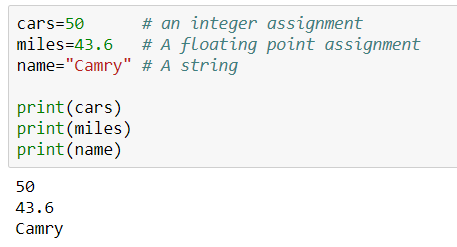 cars=50      # an integer assignment
miles=43.6   # A floating point assignment
name="Camry" # A string

print(cars)
print(miles)
print(name)

50
43.6
Camry